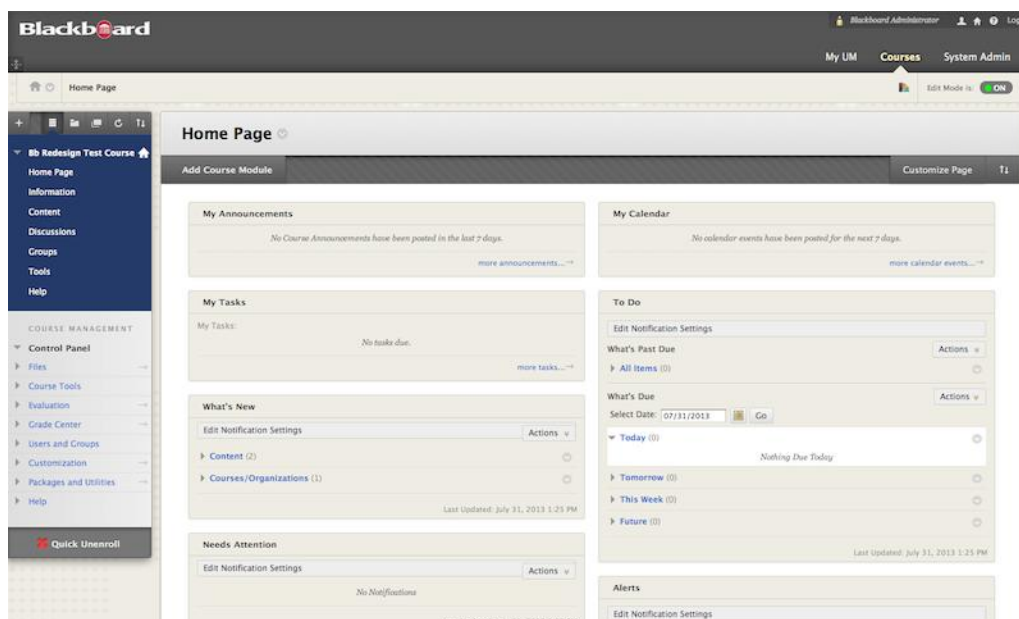 Blackboard
Blackboard Administrator
Log
My UM Courses System Admin
Home Page
Edit Mode is: ON
Bb Redesign Test Course
Home Page
Information
Content
Discussions
Groups
Tools
Help
COURSE MANAGEMENT
Control Panel
Files
Course Tools
Evaluation
Grade Center
Users and Groups
Customization
Packages and Utilities
Help
Quick Unenroll
Home Page
Add Course Module
Customize Page
My Announcements
No Course Announcements have been posted in the last 7 days.
more announcements...
My Tasks
My Tasks:
No tasks due.
more tasks...
What's New
Edit Notification Settings
Actions
Content (2)
Courses/Organizations (1)
Last Updated: July 31, 2013 1:25 PM
Needs Attention
Edit Notification Settings
Actions
No Notifications
My Calendar
No calendar events have been posted for the next 7 days.
more calendar events...
To Do
Edit Notification Settings
What's Past Due
Actions
All Items (0)
What's Due
Actions
Select Date: 07/31/2013 Go
Today (0)
Nothing Due Today
Tomorrow (0)
This Week (0)
Future (0)
Last Updated: July 31, 2013 1:25 PM
Alerts
Edit Notification Settings